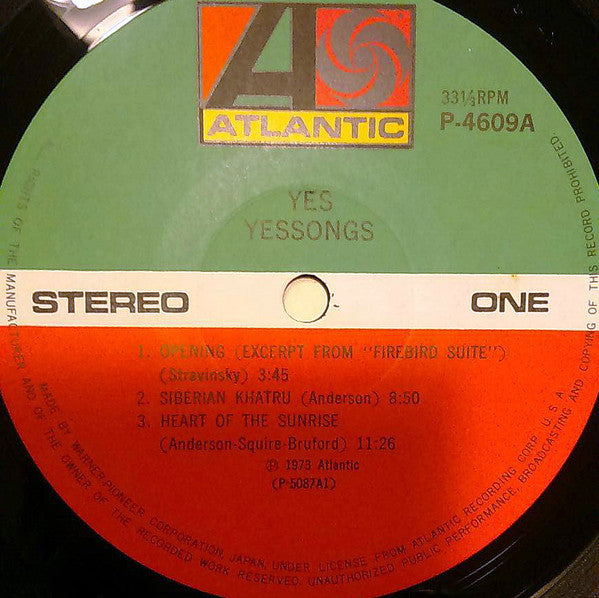 A
ATLANTIC
33⅓RPM
P-4609A
YES
YESSONGS
STEREO
ONE
1. OPENING (EXCERPT FROM "FIREBIRD SUITE")
(Stravinsky) 3:45
2. SIBERIAN KHATRU (Anderson) 8:50
3. HEART OF THE SUNRISE
(Anderson-Squire-Bruford) 11:26
Ⓟ 1973 Atlantic
(P-5087A1)
MADE BY WARNER-PIONEER CORPORATION JAPAN, UNDER LICENSE FROM ATLANTIC RECORDING CORP. U S A
RIGHTS OF THE MANUFACTURER AND OF THE OWNER OF THE RECORDED WORK RESERVED. UNAUTHORIZED PUBLIC PERFORMANCE, BROADCASTING AND COPYING OF THIS RECORD PROHIBITED.